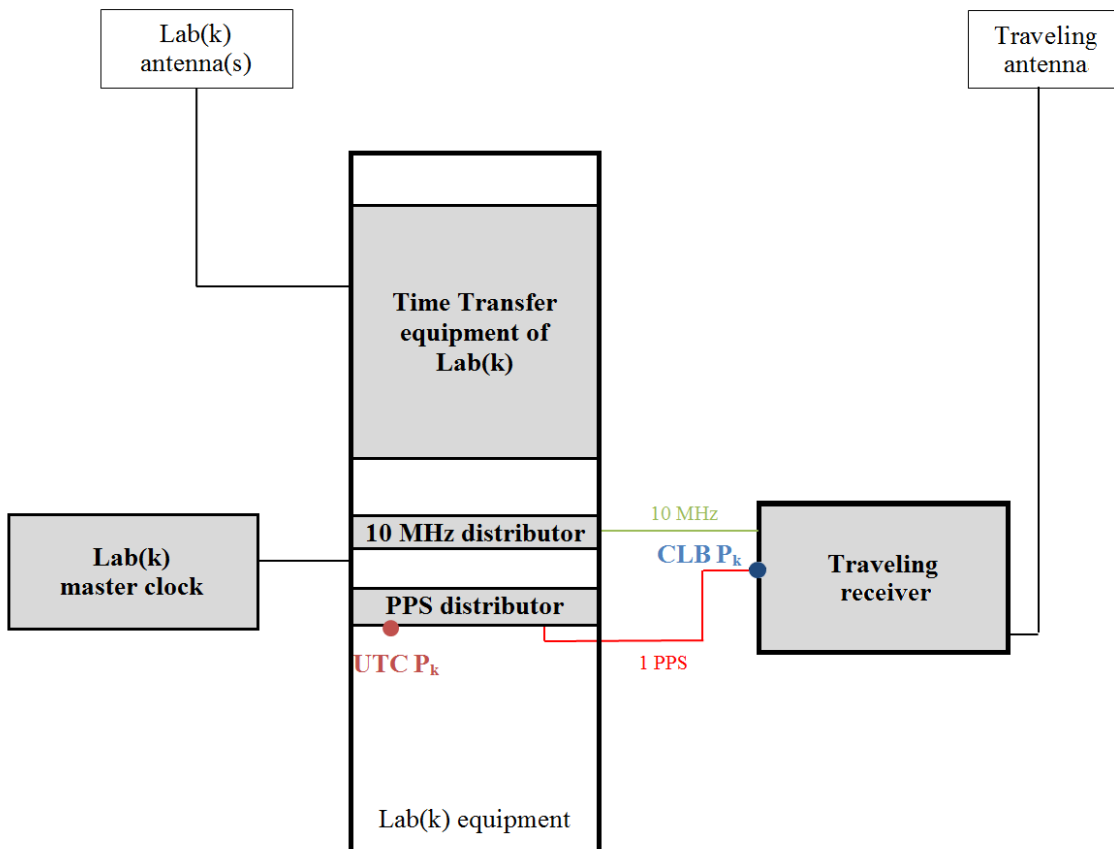 Lab(k)
antenna(s)
Traveling
antenna
Time Transfer
equipment of
Lab(k)
10 MHz distributor
10 MHz
Lab(k)
master clock
CLB Pk
Traveling
receiver
PPS distributor
UTC Pk
1 PPS
Lab(k) equipment